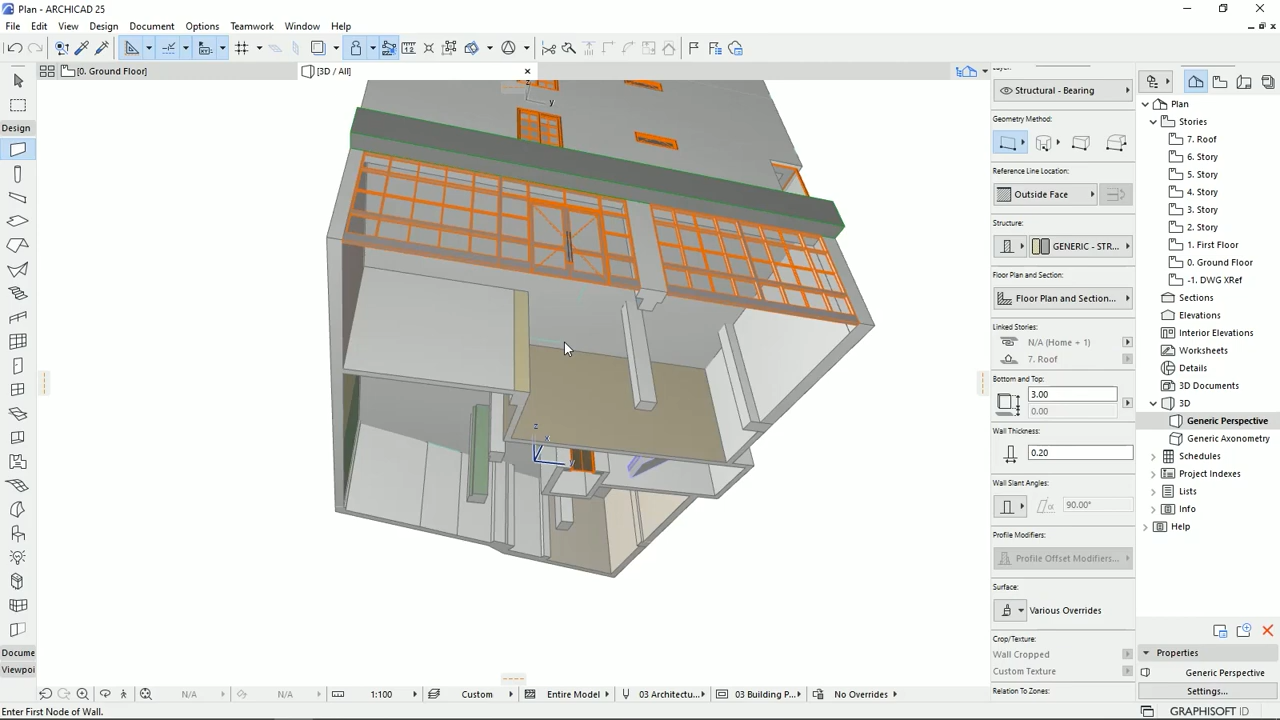 Plan - ARCHICAD 25
File Edit View Design Document Options Teamwork Window Help
[0. Ground Floor] [3D / All]
Design
Docume
Viewpoi
z
y
z
x
y
Structural - Bearing
Geometry Method:
Reference Line Location:
Outside Face
Structure:
GENERIC - STR...
Floor Plan and Section:
Floor Plan and Section...
Linked Stories:
N/A (Home + 1)
7. Roof
Bottom and Top:
3.00
0.00
Wall Thickness:
0.20
Wall Slant Angles:
α 90.00°
Profile Modifiers:
Profile Offset Modifiers...
Surface:
Various Overrides
Crop/Texture:
Wall Cropped
Custom Texture
Relation To Zones:
Plan
Stories
7. Roof
6. Story
5. Story
4. Story
3. Story
2. Story
1. First Floor
0. Ground Floor
-1. DWG XRef
Sections
Elevations
Interior Elevations
Worksheets
Details
3D Documents
3D
Generic Perspective
Generic Axonometry
Schedules
Project Indexes
Lists
Info
Help
Properties
Generic Perspective
Settings...
N/A N/A 1:100 Custom Entire Model 03 Architectu... 03 Building P... No Overrides
Enter First Node of Wall.
GRAPHISOFT ID